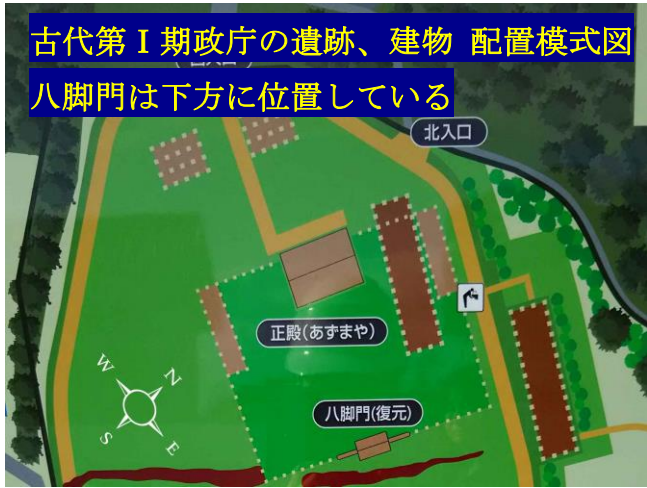 古代第Ⅰ期政庁の遺跡、建物 配置模式図
八脚門は下方に位置している
北入口
正殿(あずまや)
八脚門(復元)
W
N
S
E